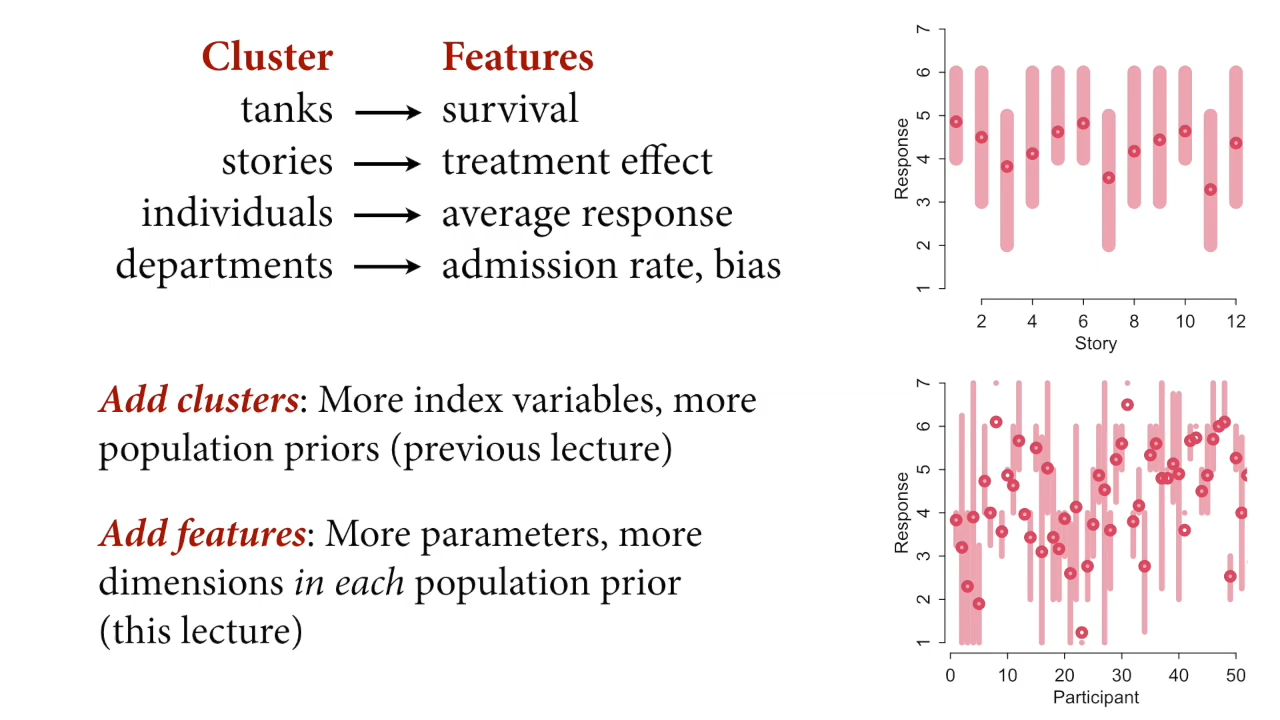 Cluster Features
tanks → survival
stories → treatment effect
individuals → average response
departments → admission rate, bias
Add clusters: More index variables, more
population priors (previous lecture)
Add features: More parameters, more
dimensions in each population prior
(this lecture)
7
6
5
4
3
2
1
Response
2 4 6 8 10 12
Story
7
6
5
4
3
2
1
Response
0 10 20 30 40 50
Participant